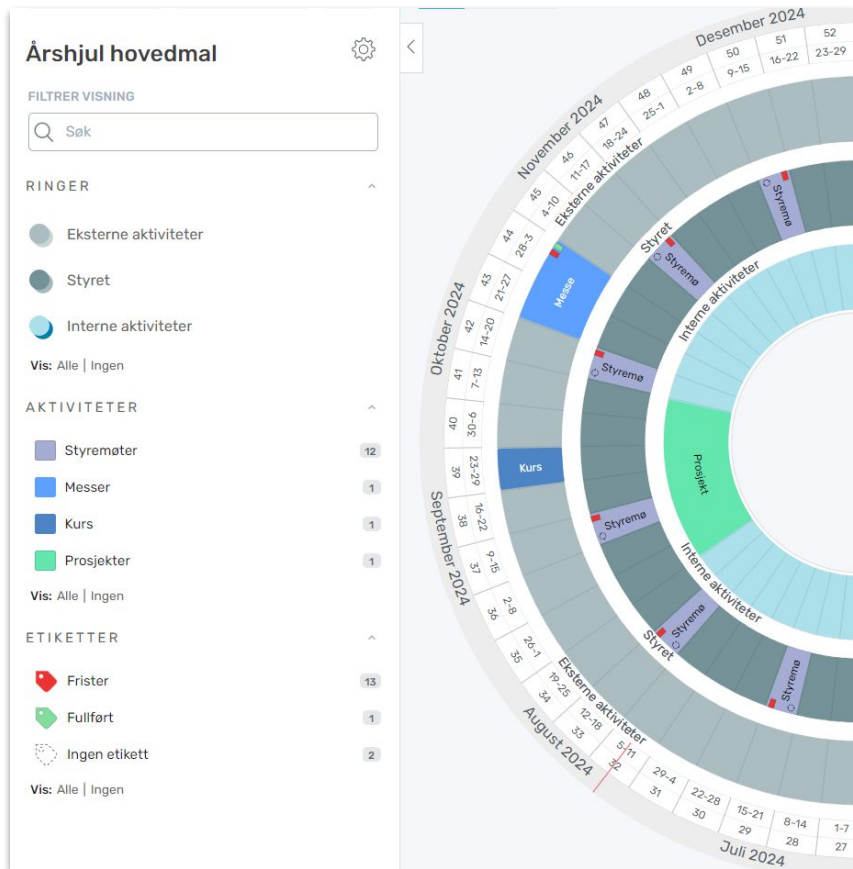 Årshjul hovedmal
FILTRER VISNING
Søk
RINGER
Eksterne aktiviteter
Styret
Interne aktiviteter
Vis: Alle | Ingen
AKTIVITETER
Styremøter 12
Messer 1
Kurs 1
Prosjekter 1
Vis: Alle | Ingen
ETIKETTER
Frister 13
Fullført 1
Ingen etikett 2
Vis: Alle | Ingen
Desember 2024
52
23-29
51
16-22
50
9-15
49
2-8
November 2024
48
25-1
47
18-24
46
11-17
45
4-10
44
28-3
Oktober 2024
43
21-27
42
14-20
41
7-13
40
30-6
September 2024
39
23-29
38
16-22
37
9-15
36
2-8
35
26-1
August 2024
34
19-25
33
12-18
32
5-11
31
29-4
Juli 2024
30
22-28
29
15-21
28
8-14
27
1-7
Eksterne aktiviteter
Messe
Kurs
Eksterne aktiviteter
Styret
Styremø
Styremø
Styremø
Styremø
Styremø
Styremø
Styret
Interne aktiviteter
Prosjekt
Interne aktiviteter